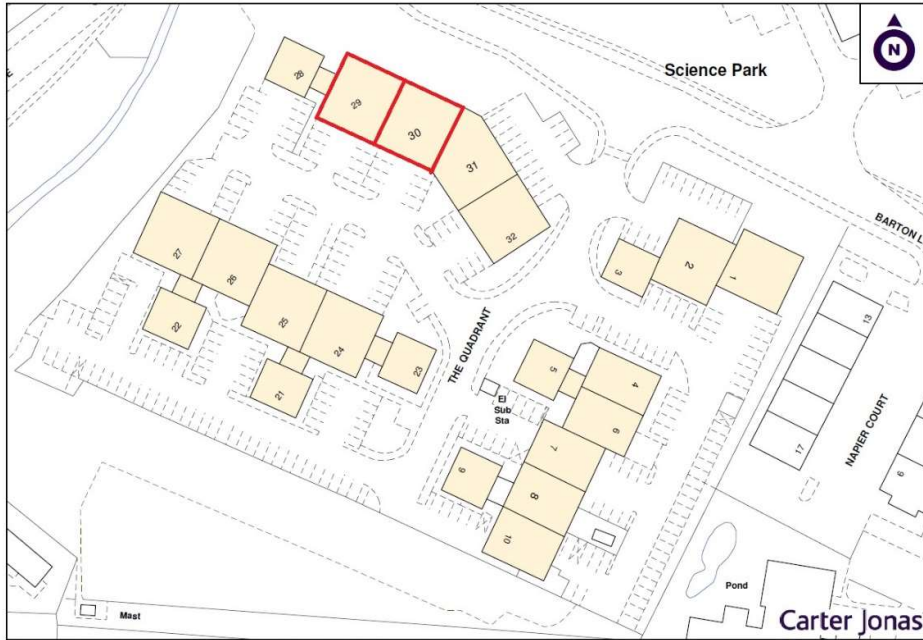 Science Park
N
28
29
30
31
32
3
2
1
BARTON L
27
26
25
24
23
22
21
THE QUADRANT
5
4
6
El
Sub
Sta
7
9
8
10
13
17
NAPIER COURT
Mast
Pond
Carter Jonas